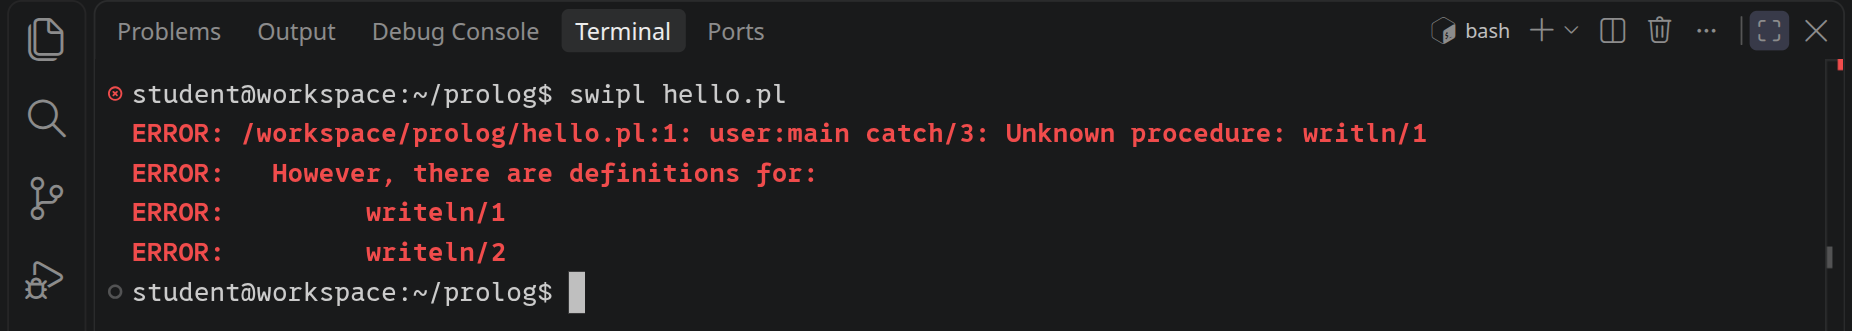 Problems Output Debug Console Terminal Ports bash
student@workspace:~/prolog$ swipl hello.pl
ERROR: /workspace/prolog/hello.pl:1: user:main catch/3: Unknown procedure: writln/1
ERROR:   However, there are definitions for:
ERROR:         writeln/1
ERROR:         writeln/2
student@workspace:~/prolog$